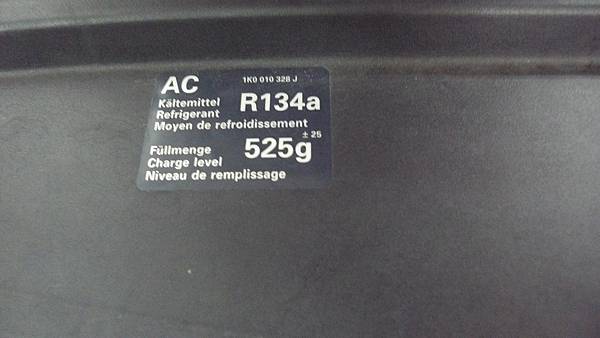 AC 1K0 010 328 J
Kältemittel R134a
Refrigerant
Moyen de refroidissement
± 25
Füllmenge 525g
Charge level
Niveau de remplissage